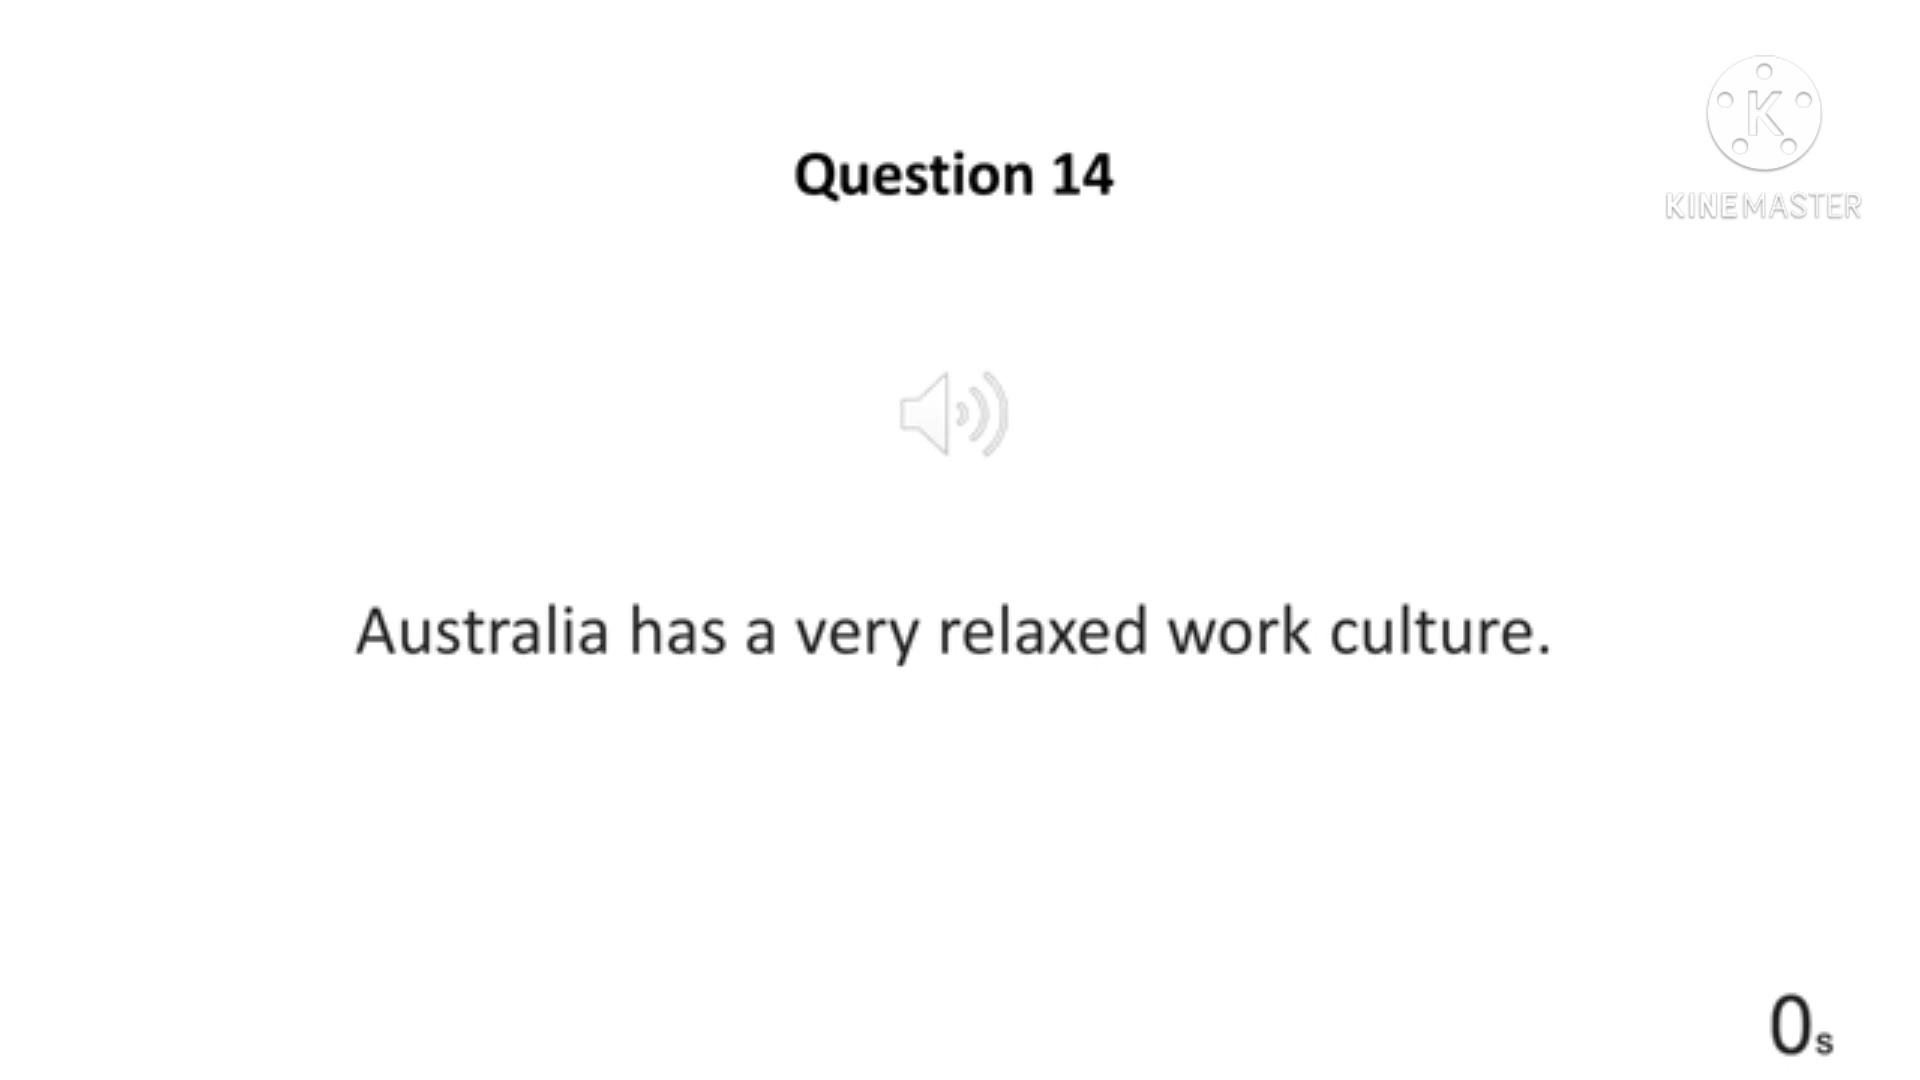 Question 14
K
KINEMASTER
Australia has a very relaxed work culture.
0s